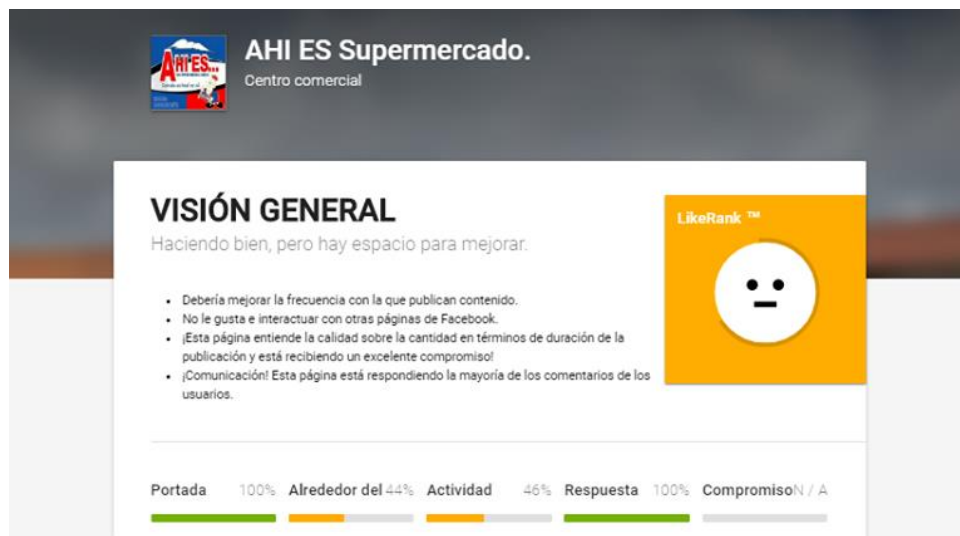 AHI ES...
AHI ES Supermercado.
Centro comercial
VISIÓN GENERAL
Haciendo bien, pero hay espacio para mejorar.
LikeRank ™
• Debería mejorar la frecuencia con la que publican contenido.
• No le gusta e interactuar con otras páginas de Facebook.
• ¡Esta página entiende la calidad sobre la cantidad en términos de duración de la
publicación y está recibiendo un excelente compromiso!
• ¡Comunicación! Esta página está respondiendo la mayoría de los comentarios de los
usuarios.
Portada 100% Alrededor del 44% Actividad 46% Respuesta 100% Compromiso N / A